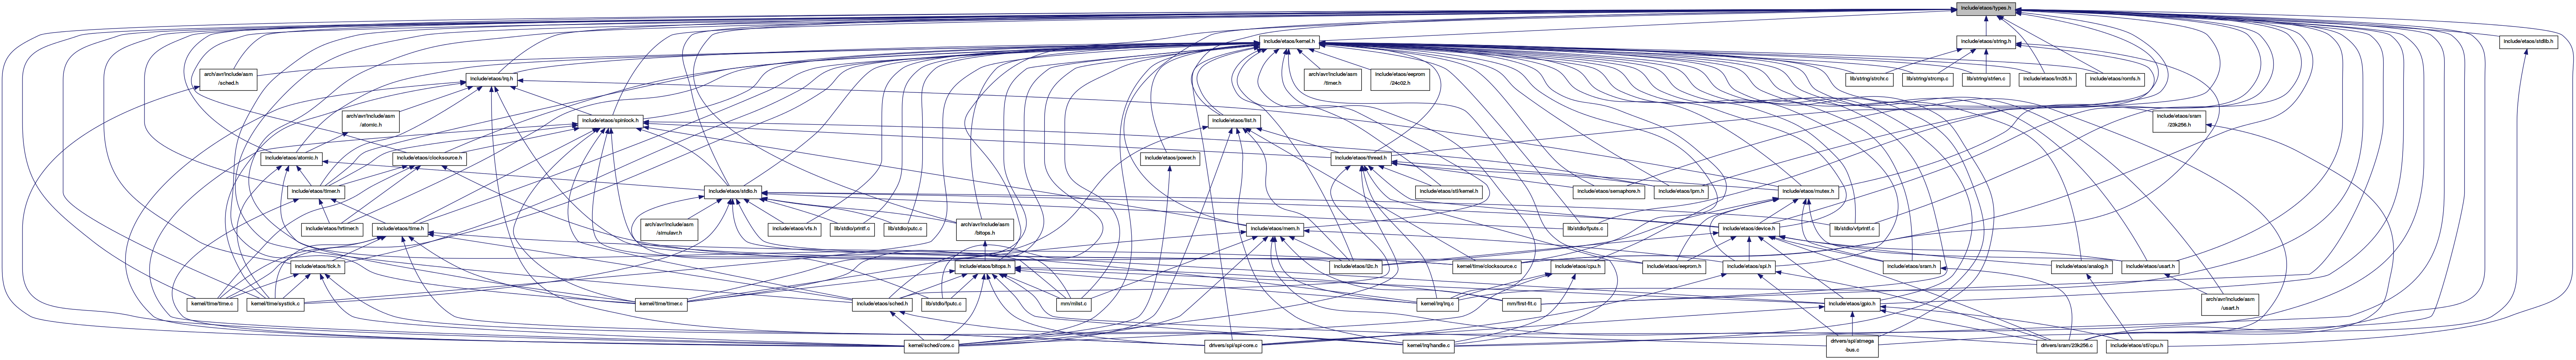 include/etaos/types.h
include/etaos/kernel.h
include/etaos/string.h
include/etaos/stdlib.h
arch/avr/include/asm
/sched.h
include/etaos/irq.h
arch/avr/include/asm
/timer.h
include/etaos/eeprom
/24c02.h
lib/string/strchr.c
lib/string/strcmp.c
lib/string/strlen.c
include/etaos/lm35.h
include/etaos/romfs.h
arch/avr/include/asm
/atomic.h
include/etaos/spinlock.h
include/etaos/list.h
include/etaos/sram
/23k256.h
include/etaos/atomic.h
include/etaos/clocksource.h
include/etaos/power.h
include/etaos/thread.h
include/etaos/timer.h
include/etaos/stdio.h
include/etaos/stl/kernel.h
include/etaos/semaphore.h
include/etaos/ipm.h
include/etaos/mutex.h
include/etaos/hrtimer.h
include/etaos/time.h
arch/avr/include/asm
/simulavr.h
include/etaos/vfs.h
lib/stdio/printf.c
lib/stdio/putc.c
arch/avr/include/asm
/bitops.h
include/etaos/mem.h
lib/stdio/fputs.c
include/etaos/device.h
lib/stdio/vfprintf.c
include/etaos/tick.h
include/etaos/bitops.h
include/etaos/i2c.h
kernel/time/clocksource.c
include/etaos/cpu.h
include/etaos/eeprom.h
include/etaos/spi.h
include/etaos/sram.h
include/etaos/analog.h
include/etaos/usart.h
kernel/time/time.c
kernel/time/systick.c
kernel/time/timer.c
include/etaos/sched.h
lib/stdio/fputc.c
mm/mlist.c
kernel/irq/irq.c
mm/first-fit.c
include/etaos/gpio.h
arch/avr/include/asm
/usart.h
kernel/sched/core.c
drivers/spi/spi-core.c
kernel/irq/handle.c
drivers/spi/atmega
-bus.c
drivers/sram/23k256.c
include/etaos/stl/cpu.h